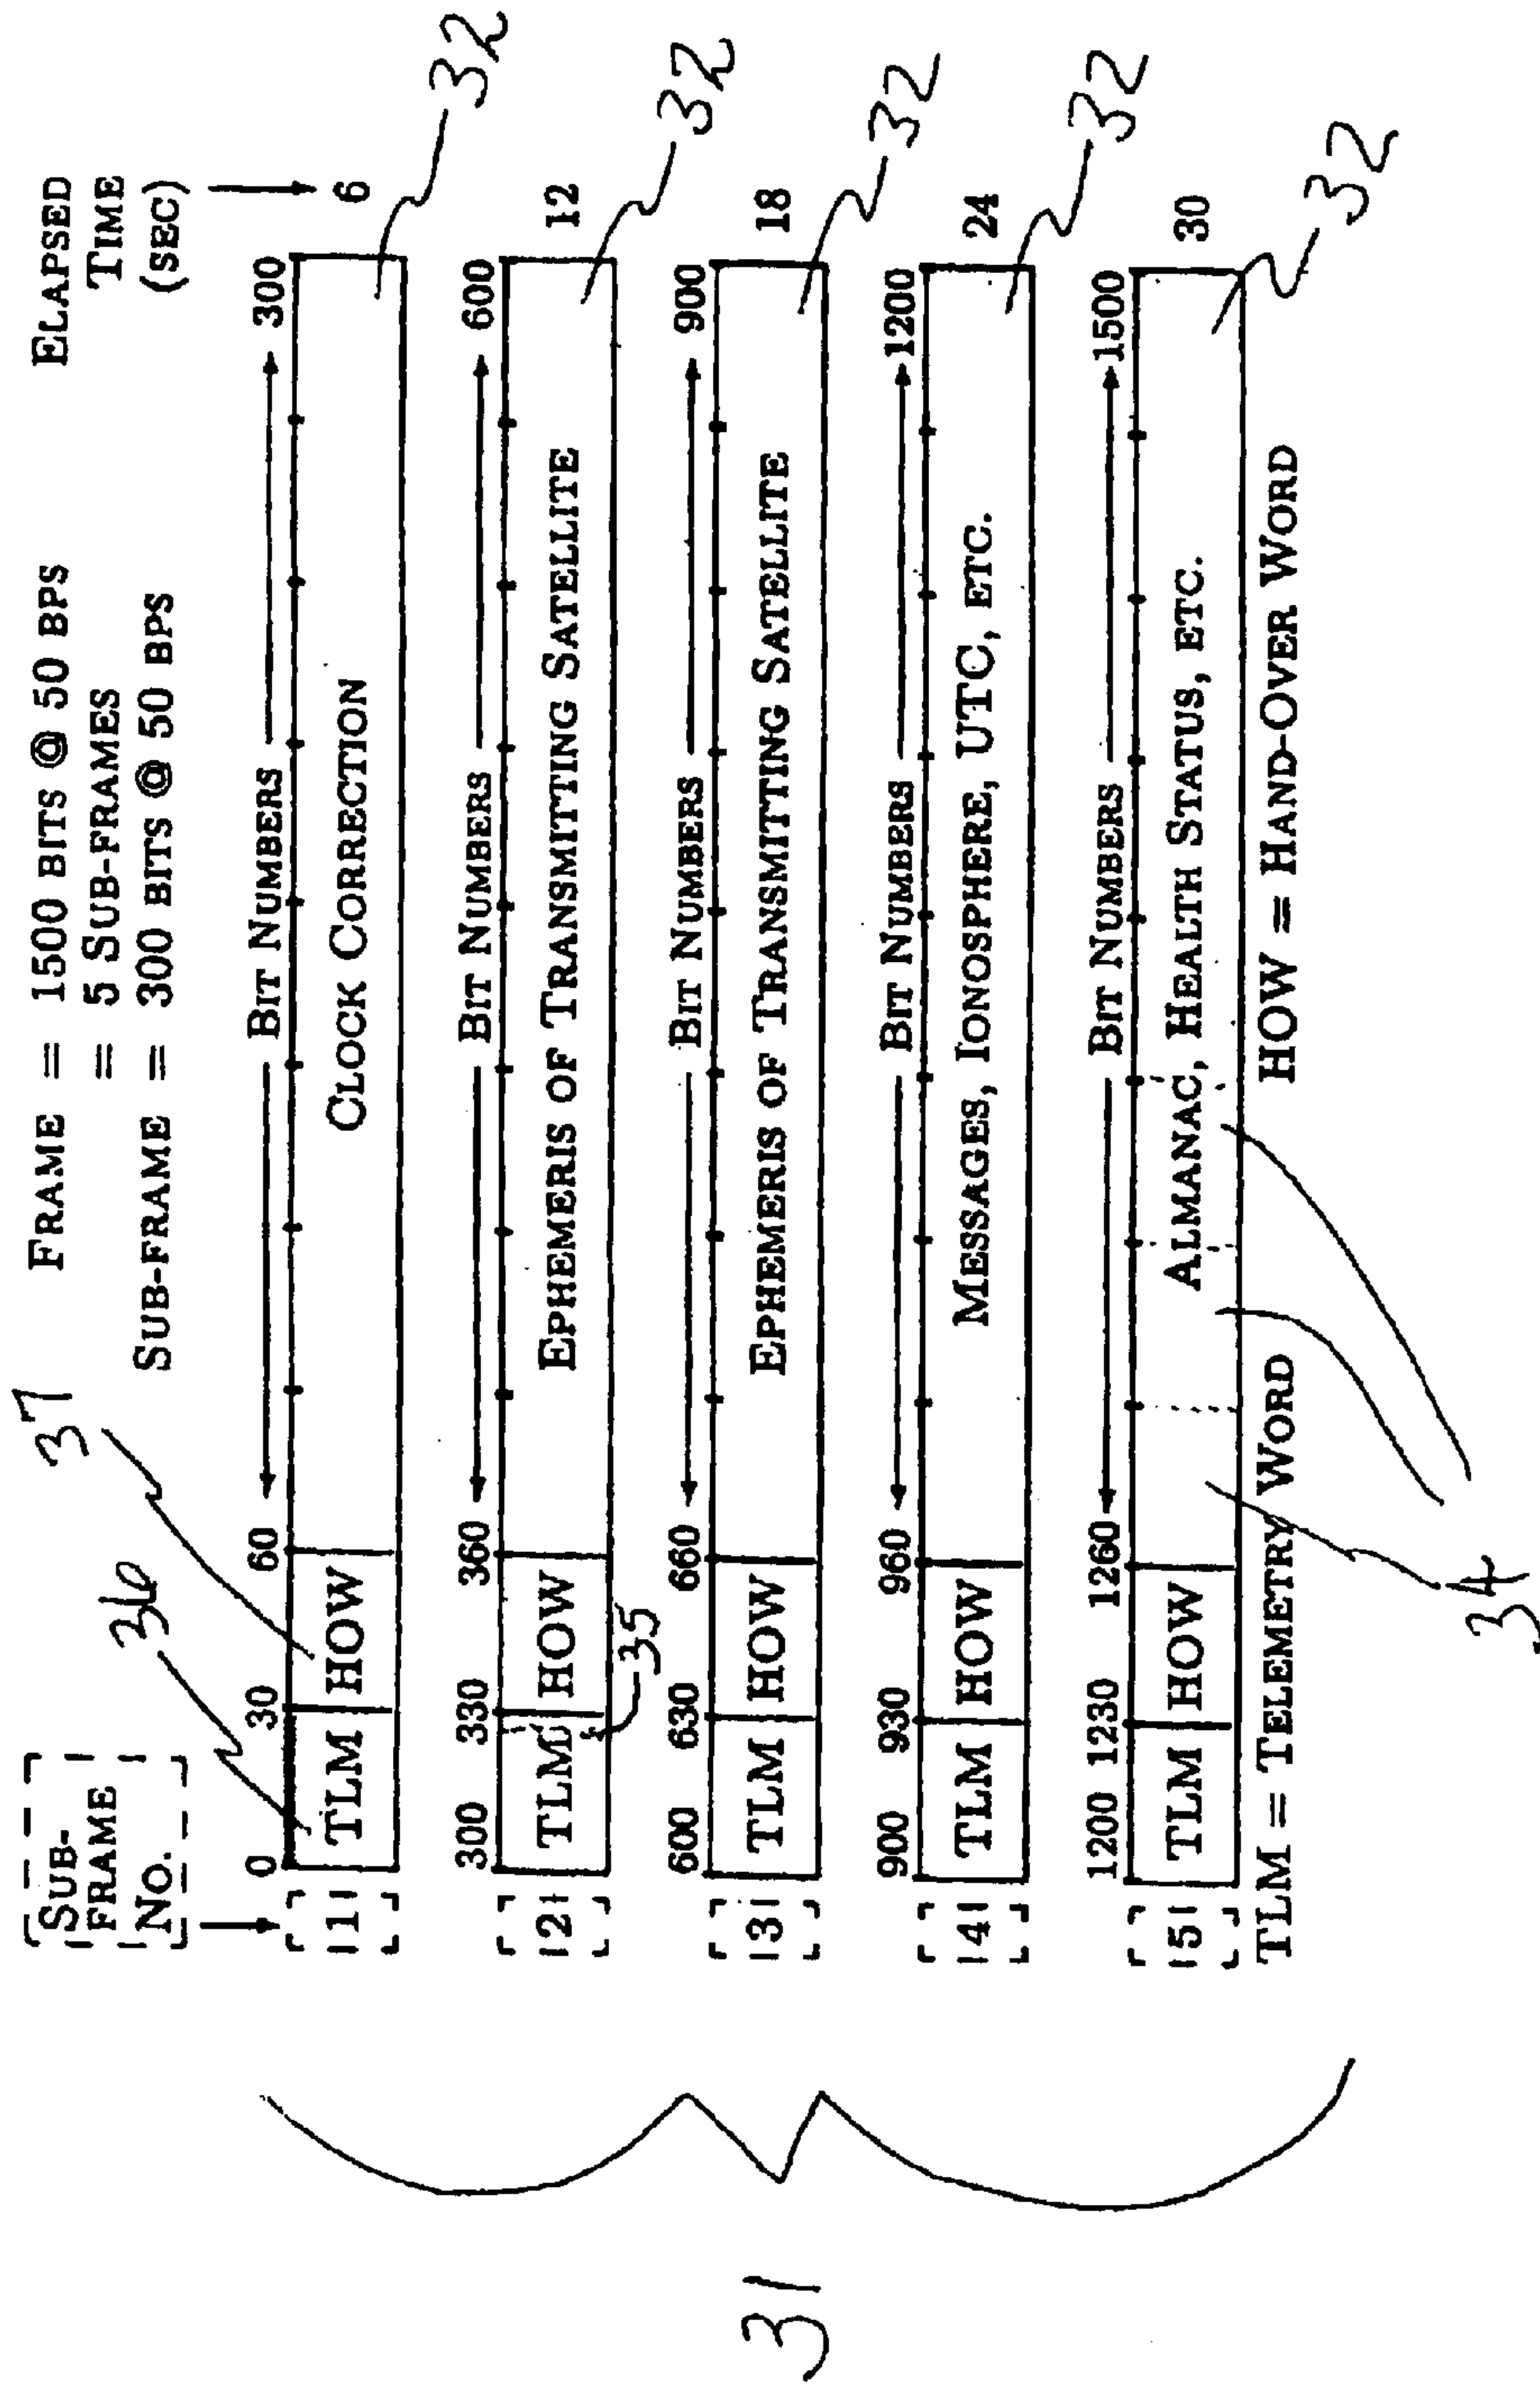 FRAME = 1500 BITS @ 50 BPS
= 5 SUB-FRAMES
SUB-FRAME = 300 BITS @ 50 BPS
SUB-
FRAME
NO.
ELAPSED
TIME
(SEC)
36
37
0 30 60 BIT NUMBERS 300
1 TLM HOW CLOCK CORRECTION 6
32
300 330 360 BIT NUMBERS 600
2 TLM HOW EPHEMERIS OF TRANSMITTING SATELLITE 12
32
35
600 630 660 BIT NUMBERS 900
3 TLM HOW EPHEMERIS OF TRANSMITTING SATELLITE 18
32
31
900 930 960 BIT NUMBERS 1200
4 TLM HOW MESSAGES, IONOSPHERE, UTC, ETC. 24
32
1200 1230 1260 BIT NUMBERS 1500
5 TLM HOW ALMANAC, HEALTH STATUS, ETC. 30
32
TLM = TELEMETRY WORD HOW = HAND-OVER WORD
34